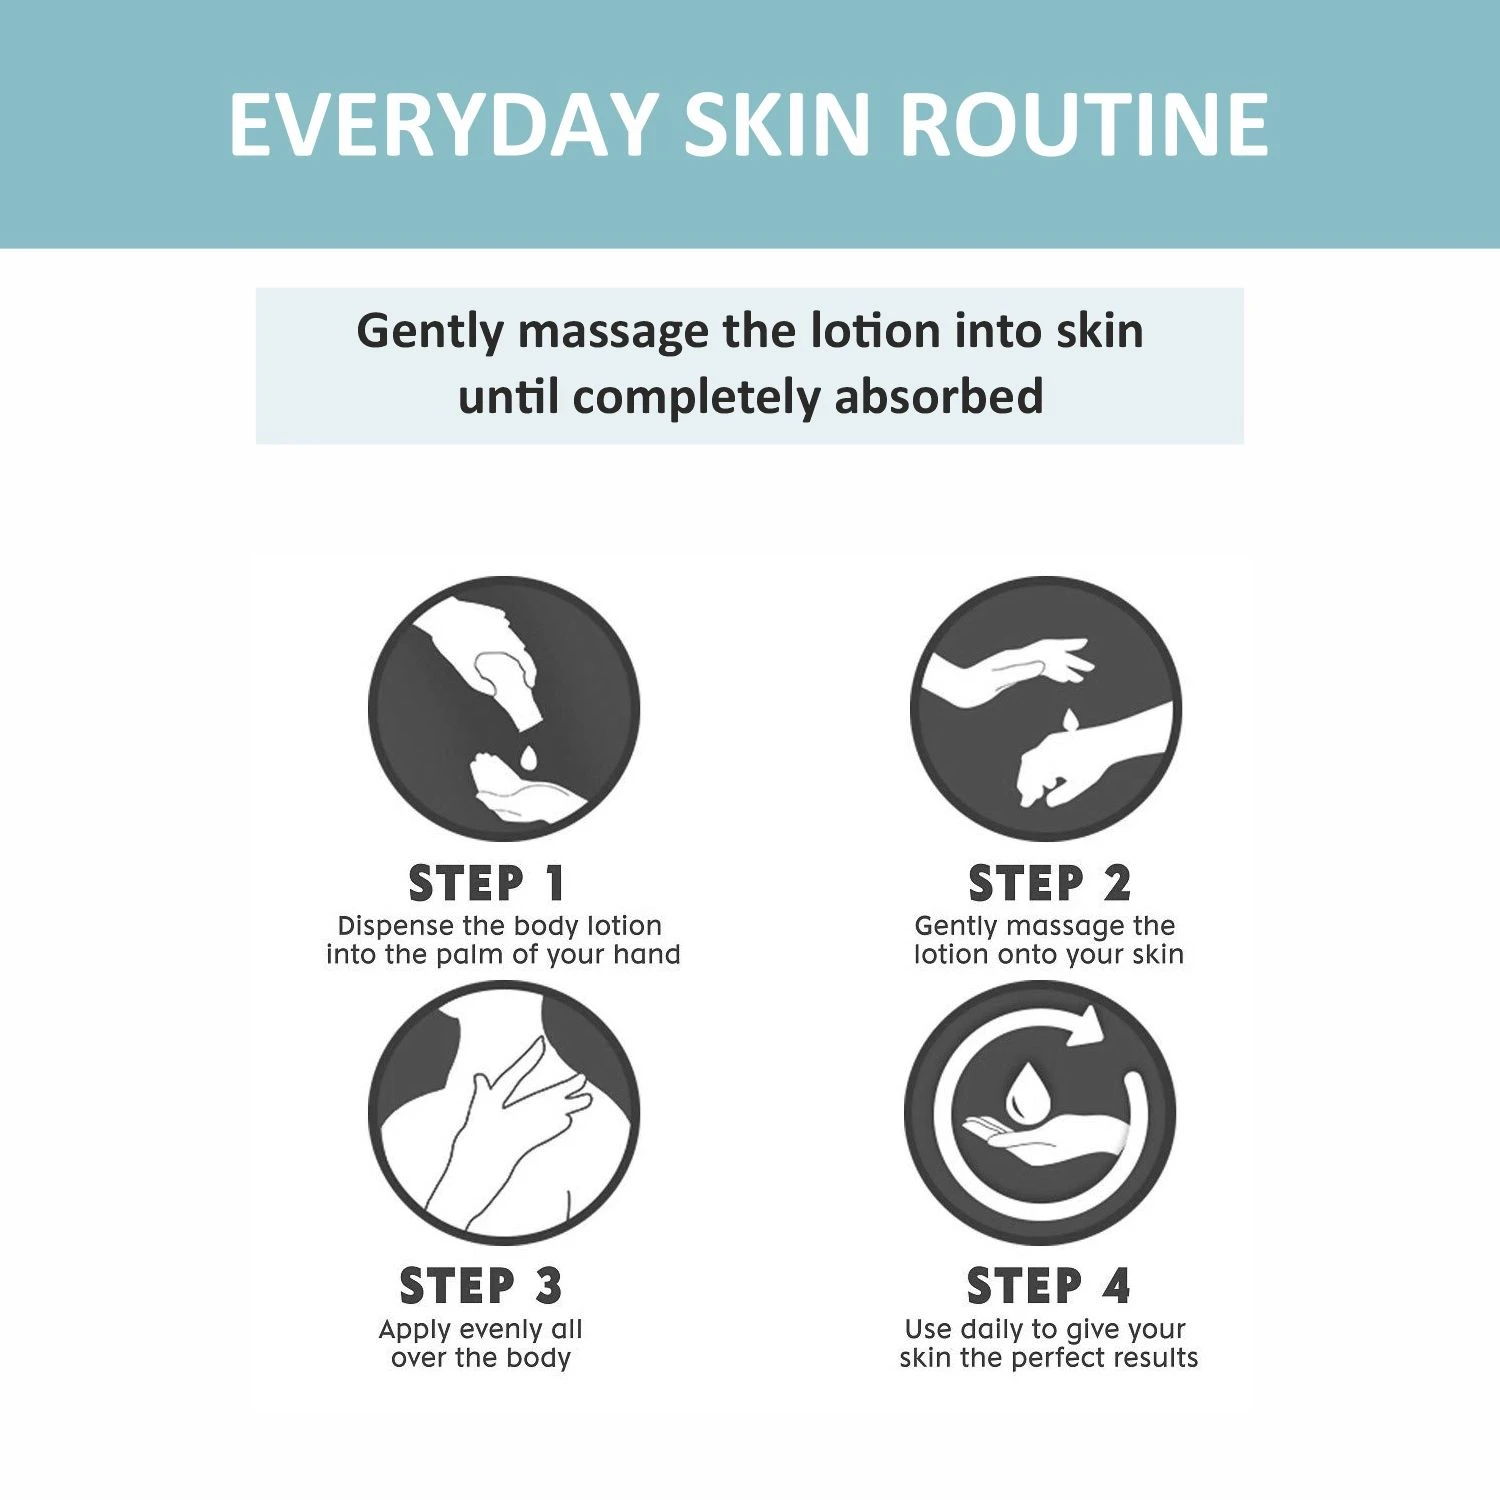 EVERYDAY SKIN ROUTINE
Gently massage the lotion into skin
until completely absorbed
STEP 1
Dispense the body lotion
into the palm of your hand
STEP 2
Gently massage the
lotion onto your skin
STEP 3
Apply evenly all
over the body
STEP 4
Use daily to give your
skin the perfect results